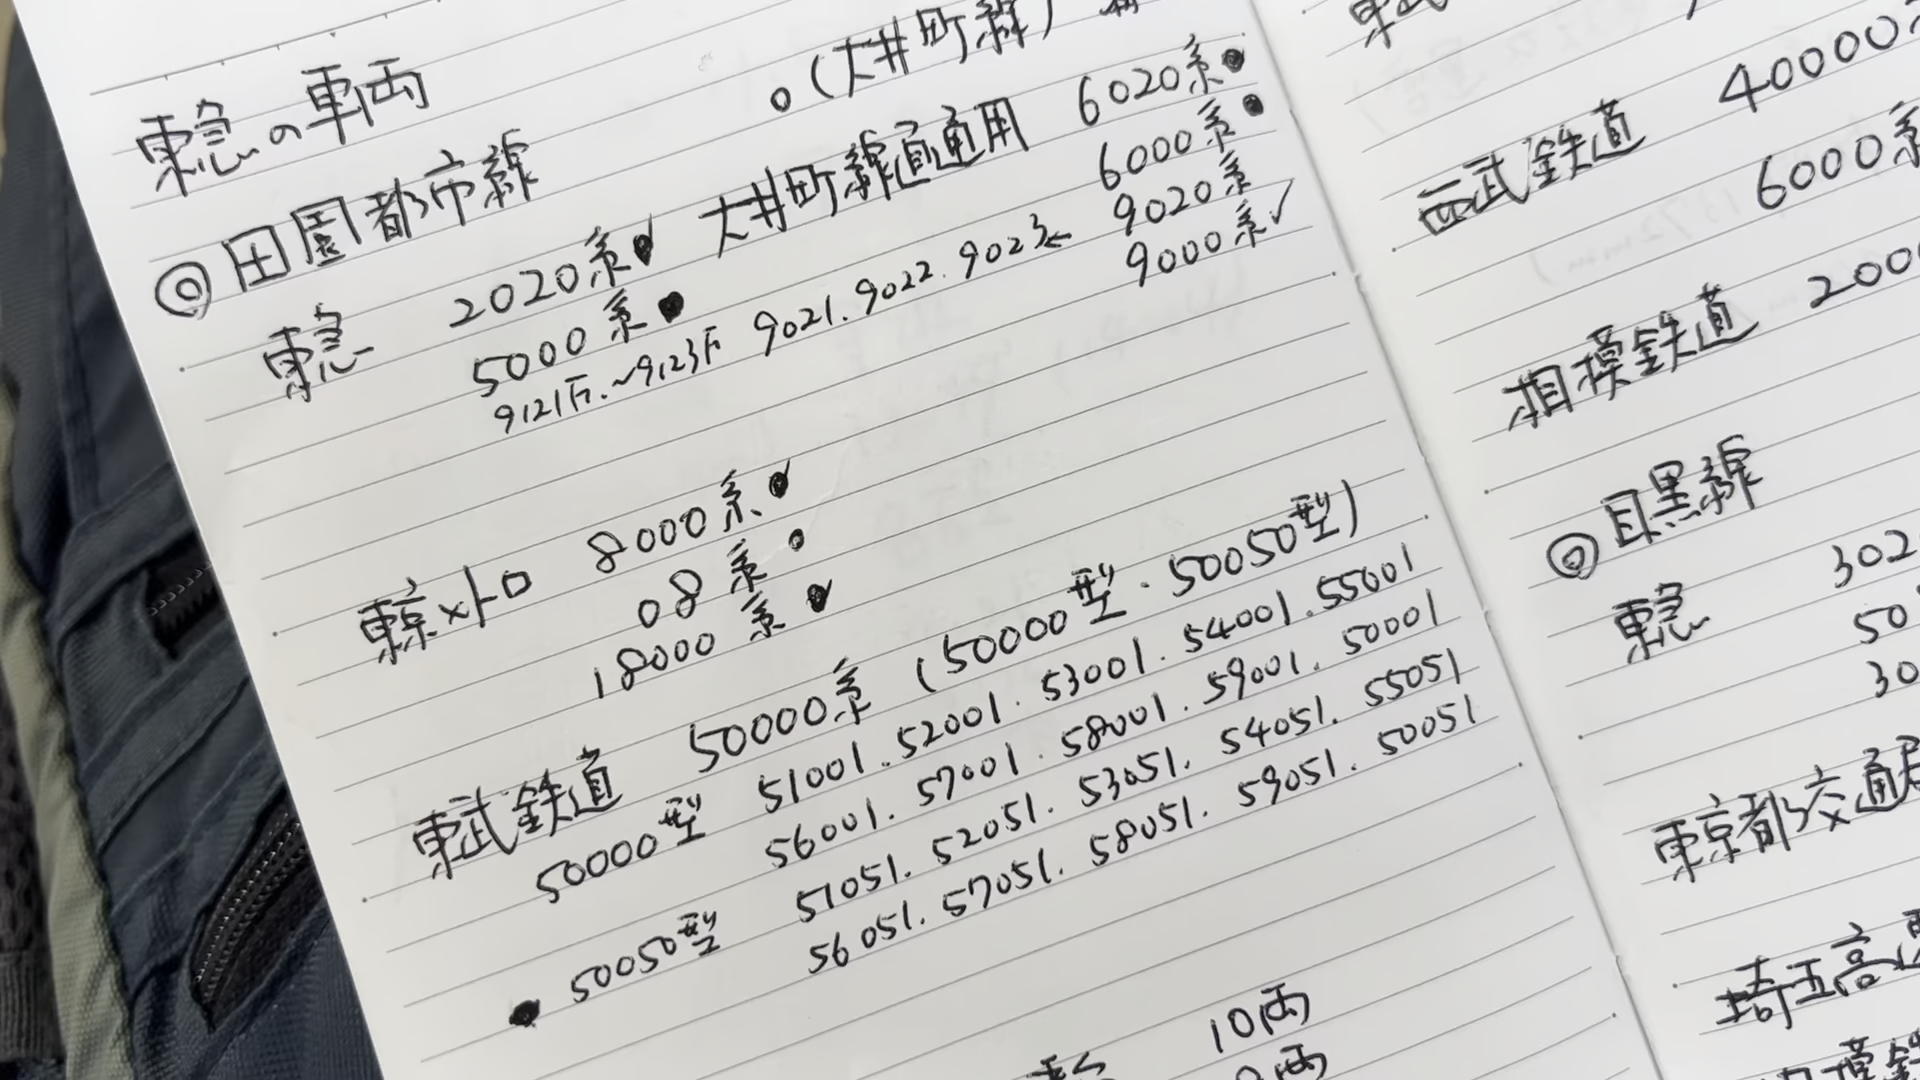 東急の車両
(大井町線)
◎田園都市線
東急 2020系 大井町線直通用 6020系
5000系 6000系
9020系
9121F.~9123F 9021.9022.9023 9000系✓
東京メトロ 8000系
08系
18000系
東武鉄道 50000系 (50000型・50050型)
50000型 51001.52001.53001.54001.55001
56001.57001.58001.59001.50001
50050型 51051.52051.53051.54051.55051
56051.57051.58051.59051.50051
10両
西武鉄道 40000
6000系
相模鉄道
◎目黒線
東急 302
50
30
東京都交通局
埼玉高